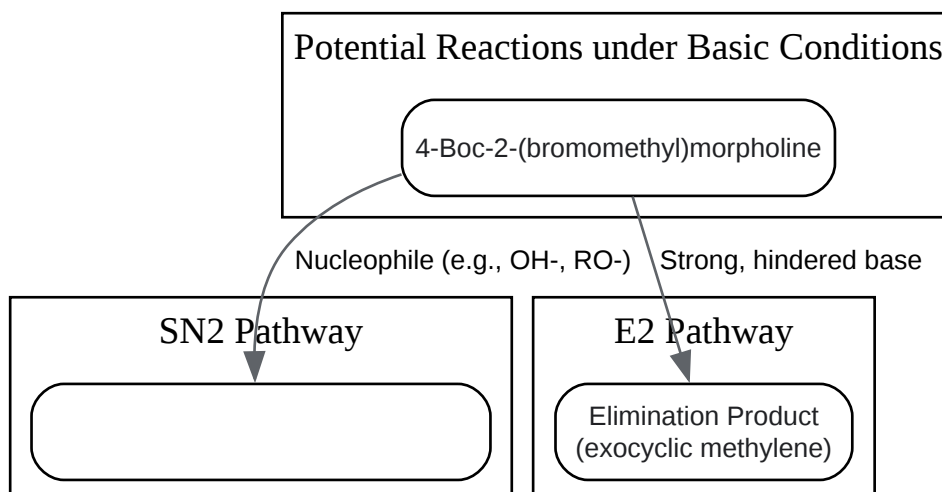 Potential Reactions under Basic Conditions
4-Boc-2-(bromomethyl)morpholine
Nucleophile (e.g., OH-, RO-)
Strong, hindered base
SN2 Pathway
E2 Pathway
Elimination Product
(exocyclic methylene)